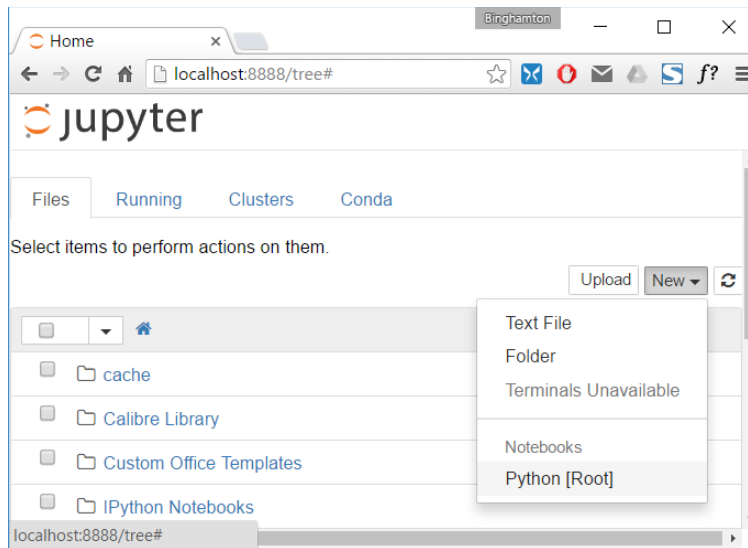 Binghamton
Home
localhost:8888/tree#
f?
jupyter
Files Running Clusters Conda
Select items to perform actions on them.
Upload New
Text File
Folder
cache
Terminals Unavailable
Calibre Library
Notebooks
Custom Office Templates
Python [Root]
IPython Notebooks
localhost:8888/tree#